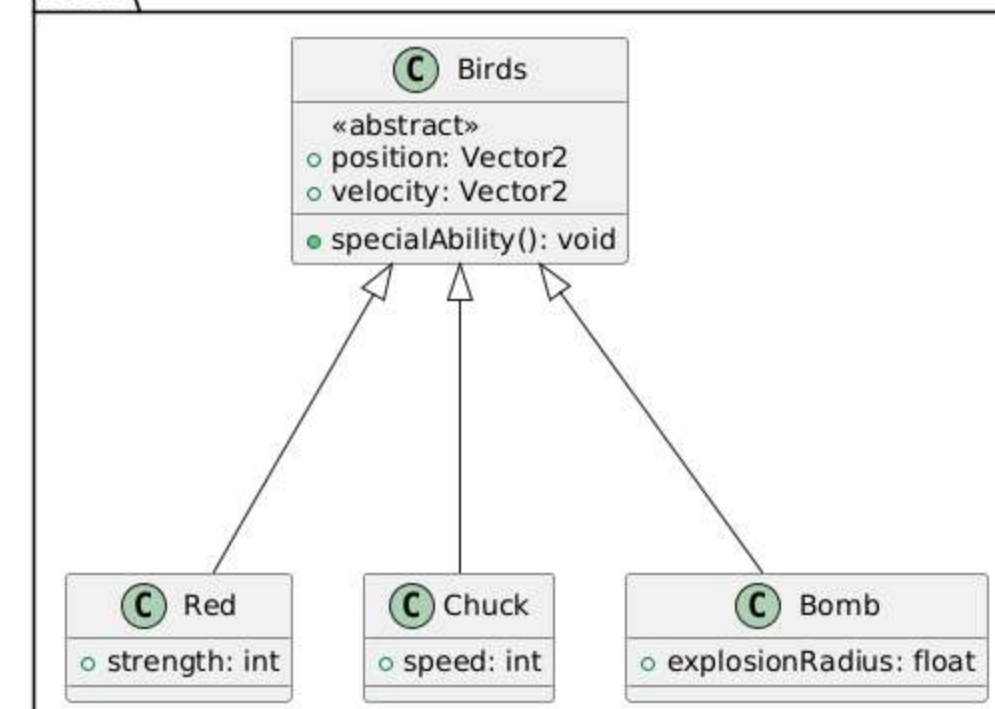 C Birds
«abstract»
position: Vector2
velocity: Vector2
specialAbility(): void
C Red
strength: int
C Chuck
speed: int
C Bomb
explosionRadius: float